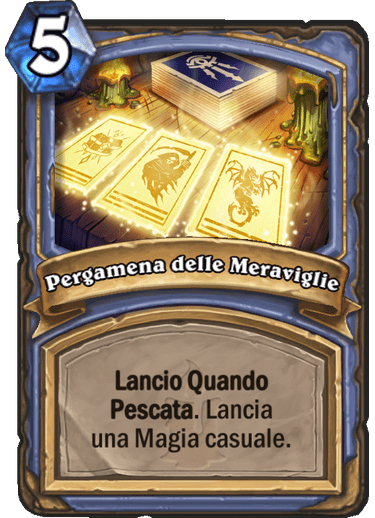 5
Pergamena delle Meraviglie
Lancio Quando
Pescata. Lancia
una Magia casuale.